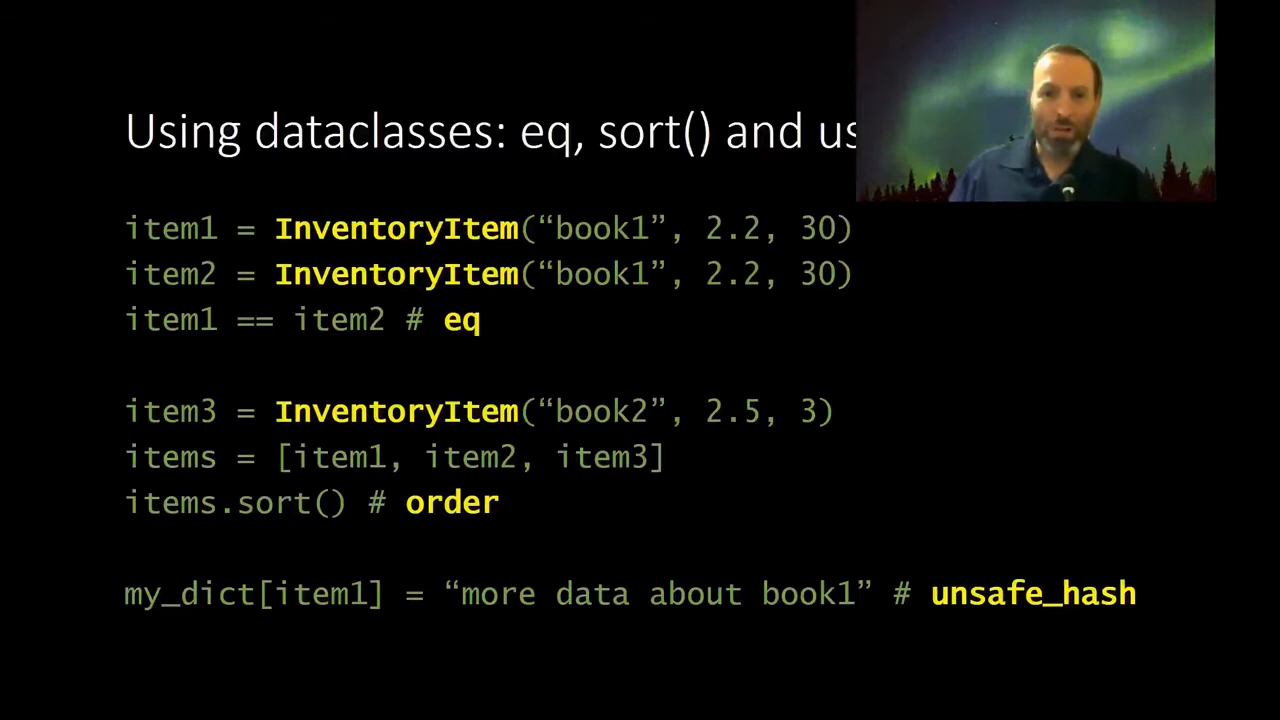 Using dataclasses: eq, sort() and
item1 = InventoryItem(“book1”, 2.2, 30)
item2 = InventoryItem(“book1”, 2.2, 30)
item1 == item2 # eq
item3 = InventoryItem(“book2”, 2.5, 3)
items = [item1, item2, item3]
items.sort() # order
my_dict[item1] = “more data about book1” # unsafe_hash